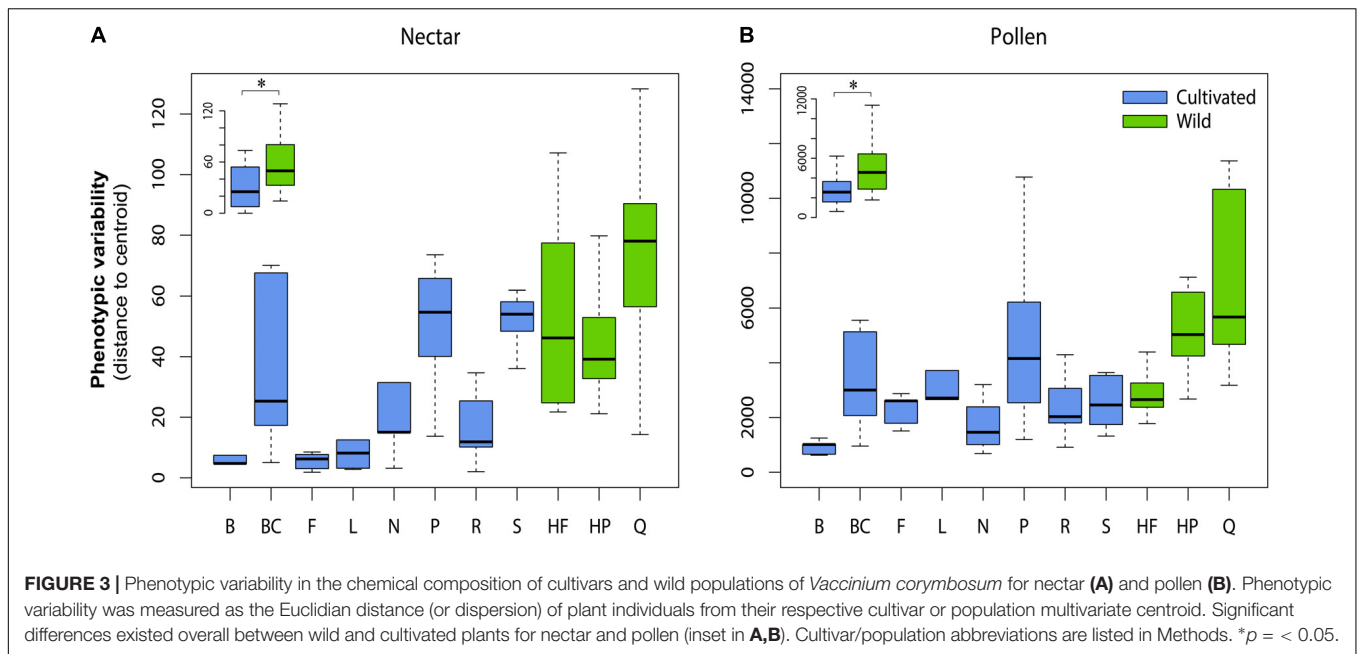 A
Nectar
Phenotypic variability
(distance to centroid)
0
20
40
60
80
100
120
0
60
120
*
B BC F L N P R S HF HP Q
B
Pollen
0
2000
6000
10000
14000
0
6000
12000
*
Cultivated
Wild
B BC F L N P R S HF HP Q
FIGURE 3 | Phenotypic variability in the chemical composition of cultivars and wild populations of Vaccinium corymbosum for nectar (A) and pollen (B). Phenotypic
variability was measured as the Euclidian distance (or dispersion) of plant individuals from their respective cultivar or population multivariate centroid. Significant
differences existed overall between wild and cultivated plants for nectar and pollen (inset in A,B). Cultivar/population abbreviations are listed in Methods. *p = < 0.05.